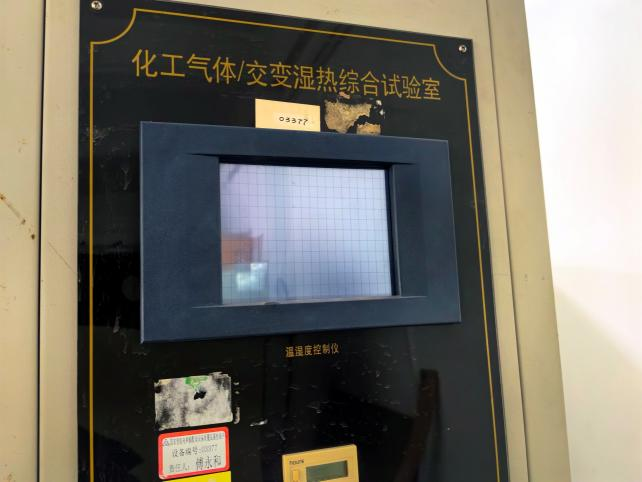 化工气体/交变湿热综合试验室
03377
温湿度控制仪
设备编号:03377
责任人: 傅永和
hours